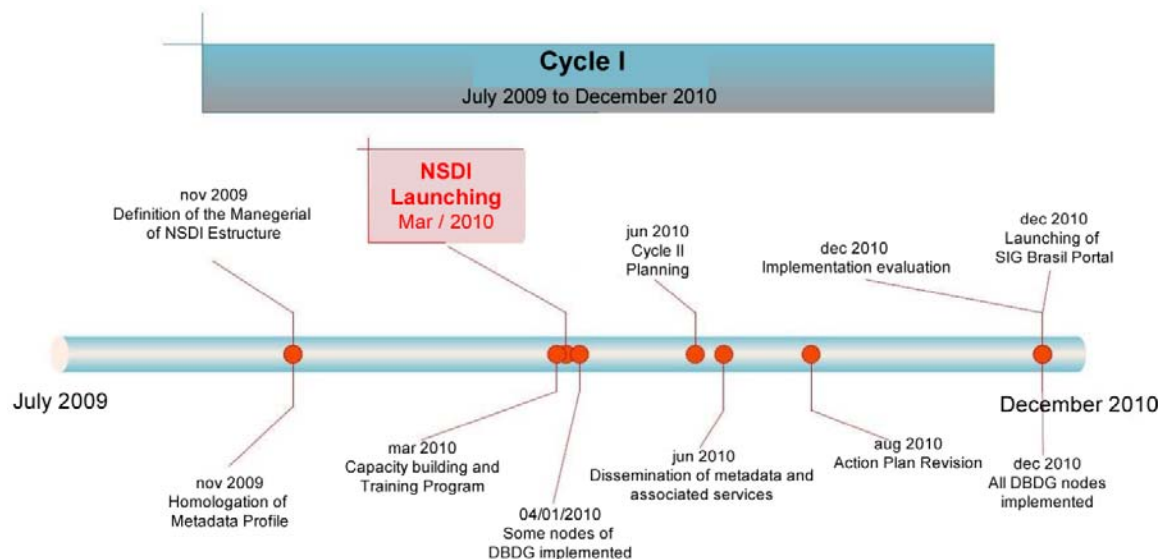 Cycle I
July 2009 to December 2010
NSDI
Launching
Mar / 2010
nov 2009
Definition of the Manegerial
of NSDI Estructure
jun 2010
Cycle II
Planning
dec 2010
Implementation evaluation
dec 2010
Launching of
SIG Brasil Portal
July 2009
December 2010
nov 2009
Homologation of
Metadata Profile
mar 2010
Capacity building and
Training Program
04/01/2010
Some nodes of
DBDG implemented
jun 2010
Dissemination of metadata and
associated services
aug 2010
Action Plan Revision
dec 2010
All DBDG nodes
implemented